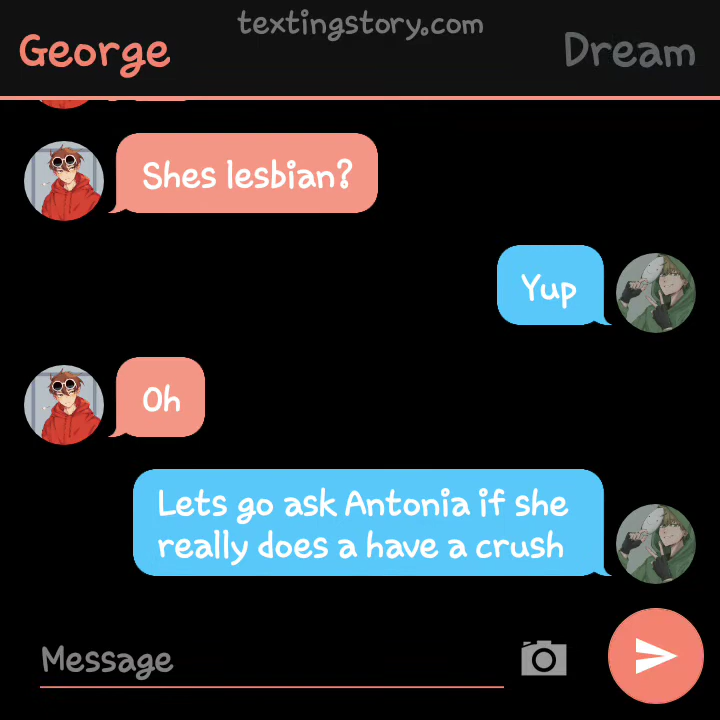 textingstory.com
George
Dream
Shes lesbian?
Yup
Oh
Lets go ask Antonia if she
really does a have a crush
Message